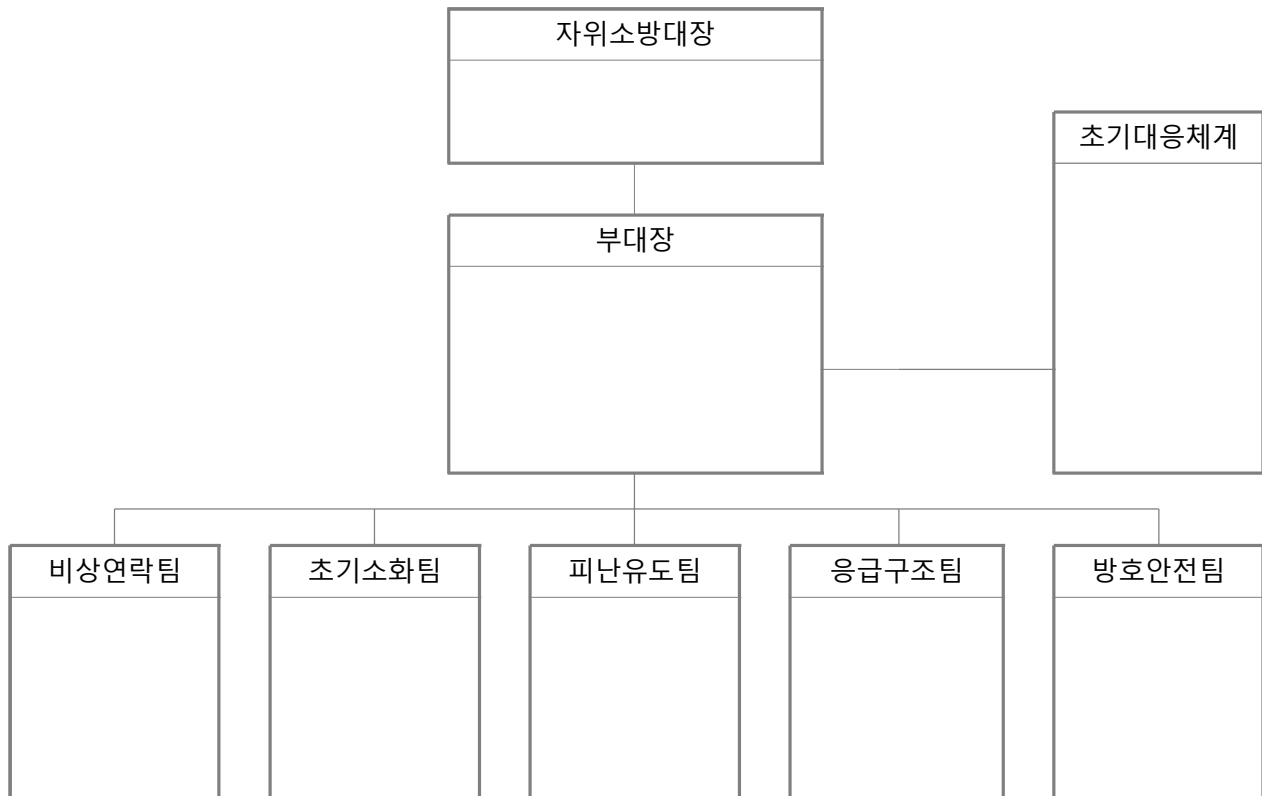 자위소방대장
초기대응체계
부대장
비상연락팀
초기소화팀
피난유도팀
응급구조팀
방호안전팀